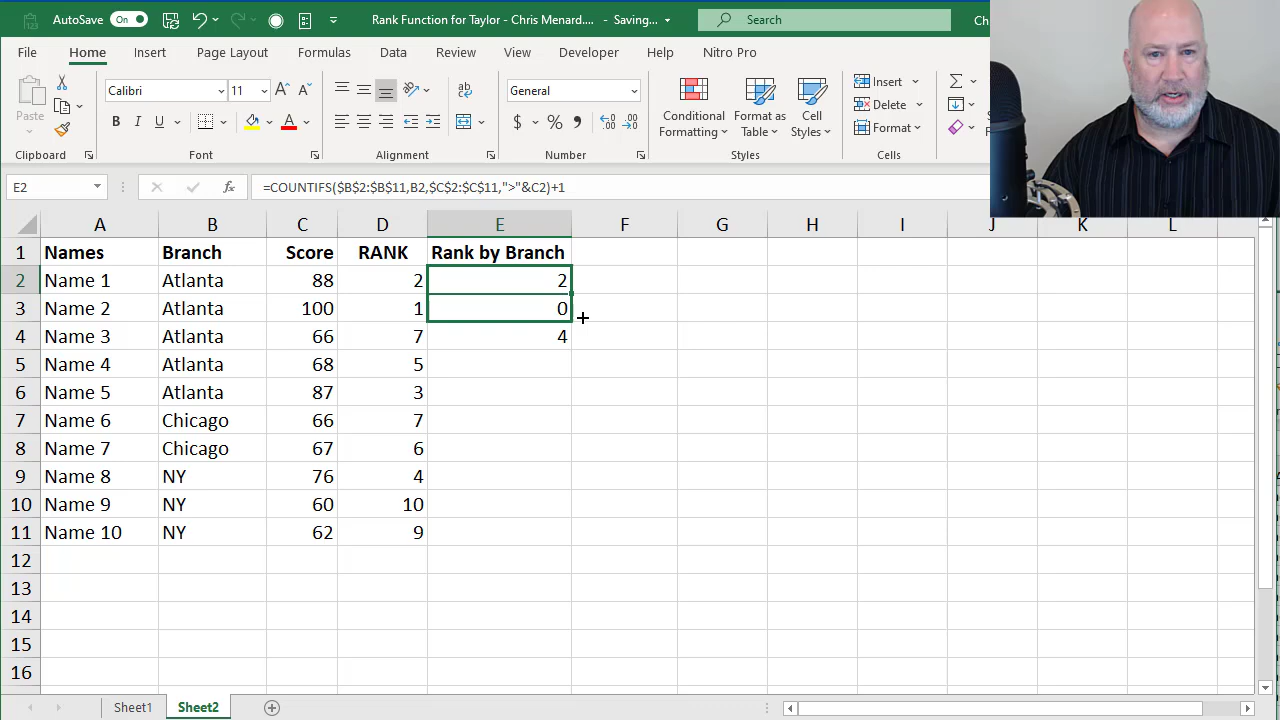 AutoSave On Rank Function for Taylor - Chris Menard.... - Saving... Search Ch
File Home Insert Page Layout Formulas Data Review View Developer Help Nitro Pro
Paste Calibri 11 General Conditional Formatting Format as Table Cell Styles Insert Delete Format
Clipboard Font Alignment Number Styles Cells
E2 fx =COUNTIFS($B$2:$B$11,B2,$C$2:$C$11,">"&C2)+1
A B C D E F G H I J K L
1 Names Branch Score RANK Rank by Branch
2 Name 1 Atlanta 88 2 2
3 Name 2 Atlanta 100 1 0
4 Name 3 Atlanta 66 7 4
5 Name 4 Atlanta 68 5
6 Name 5 Atlanta 87 3
7 Name 6 Chicago 66 7
8 Name 7 Chicago 67 6
9 Name 8 NY 76 4
10 Name 9 NY 60 10
11 Name 10 NY 62 9
12
13
14
15
16
Sheet1 Sheet2